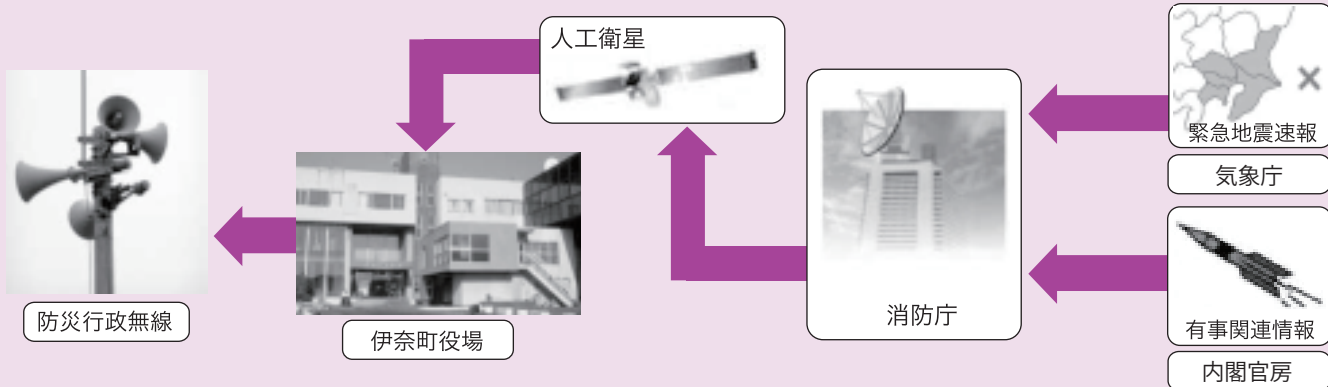 人工衛星
緊急地震速報
気象庁
有事関連情報
内閣官房
消防庁
伊奈町役場
防災行政無線